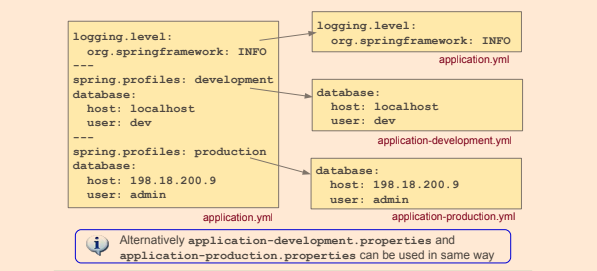 logging.level:
  org.springframework: INFO
---
spring.profiles: development
database:
  host: localhost
  user: dev
---
spring.profiles: production
database:
  host: 198.18.200.9
  user: admin
application.yml
logging.level:
  org.springframework: INFO
application.yml
database:
  host: localhost
  user: dev
application-development.yml
database:
  host: 198.18.200.9
  user: admin
application-production.yml
Alternatively application-development.properties and
application-production.properties can be used in same way